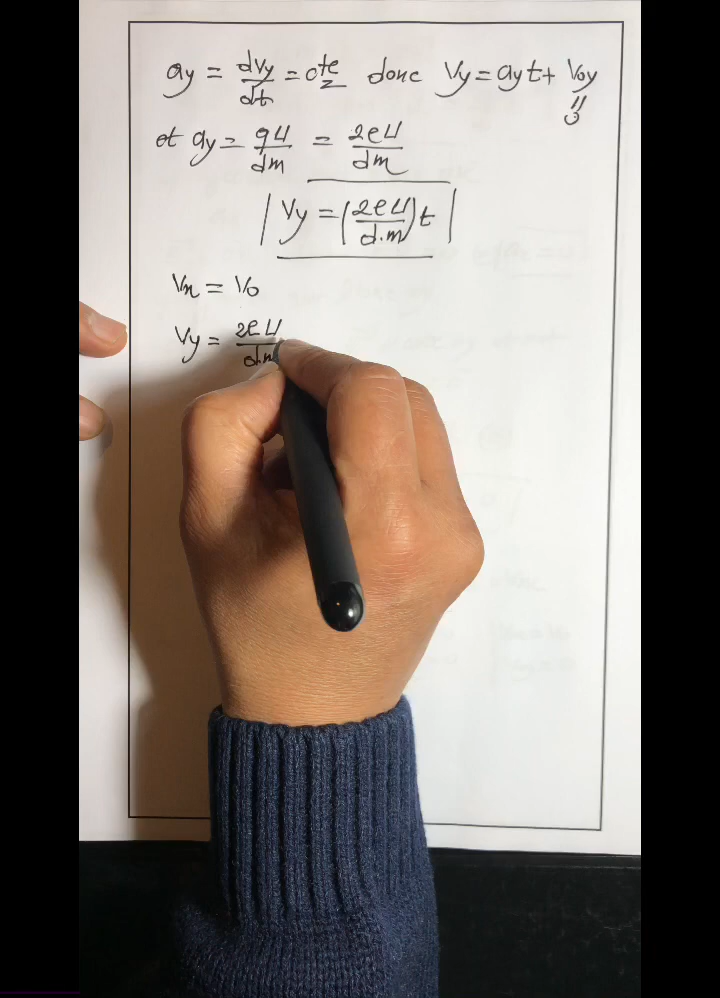 ay = dVy/dt = cte donc Vy = ay t + Voy
=
0
et ay = qU/dm = 2eU/dm
Vy = (2eU/d.m) t
Vx = Vo
Vy = 2eU/d.m